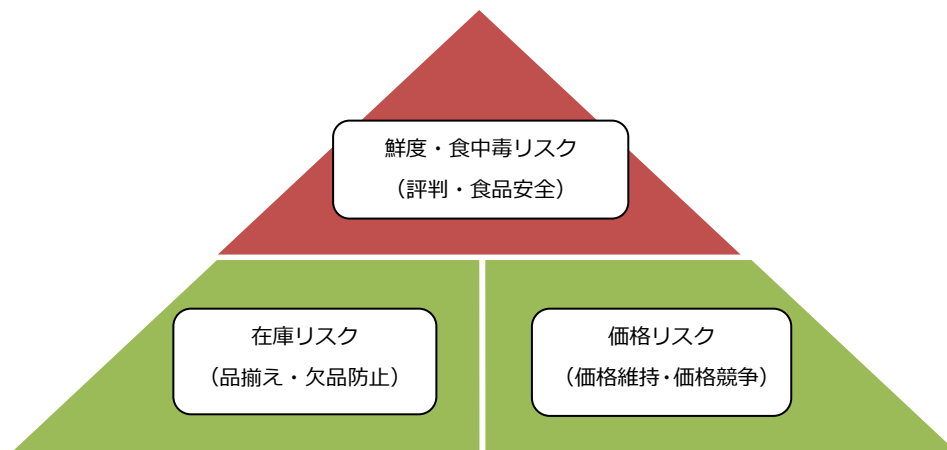 鮮度・食中毒リスク
（評判・食品安全）
在庫リスク
（品揃え・欠品防止）
価格リスク
（価格維持・価格競争）